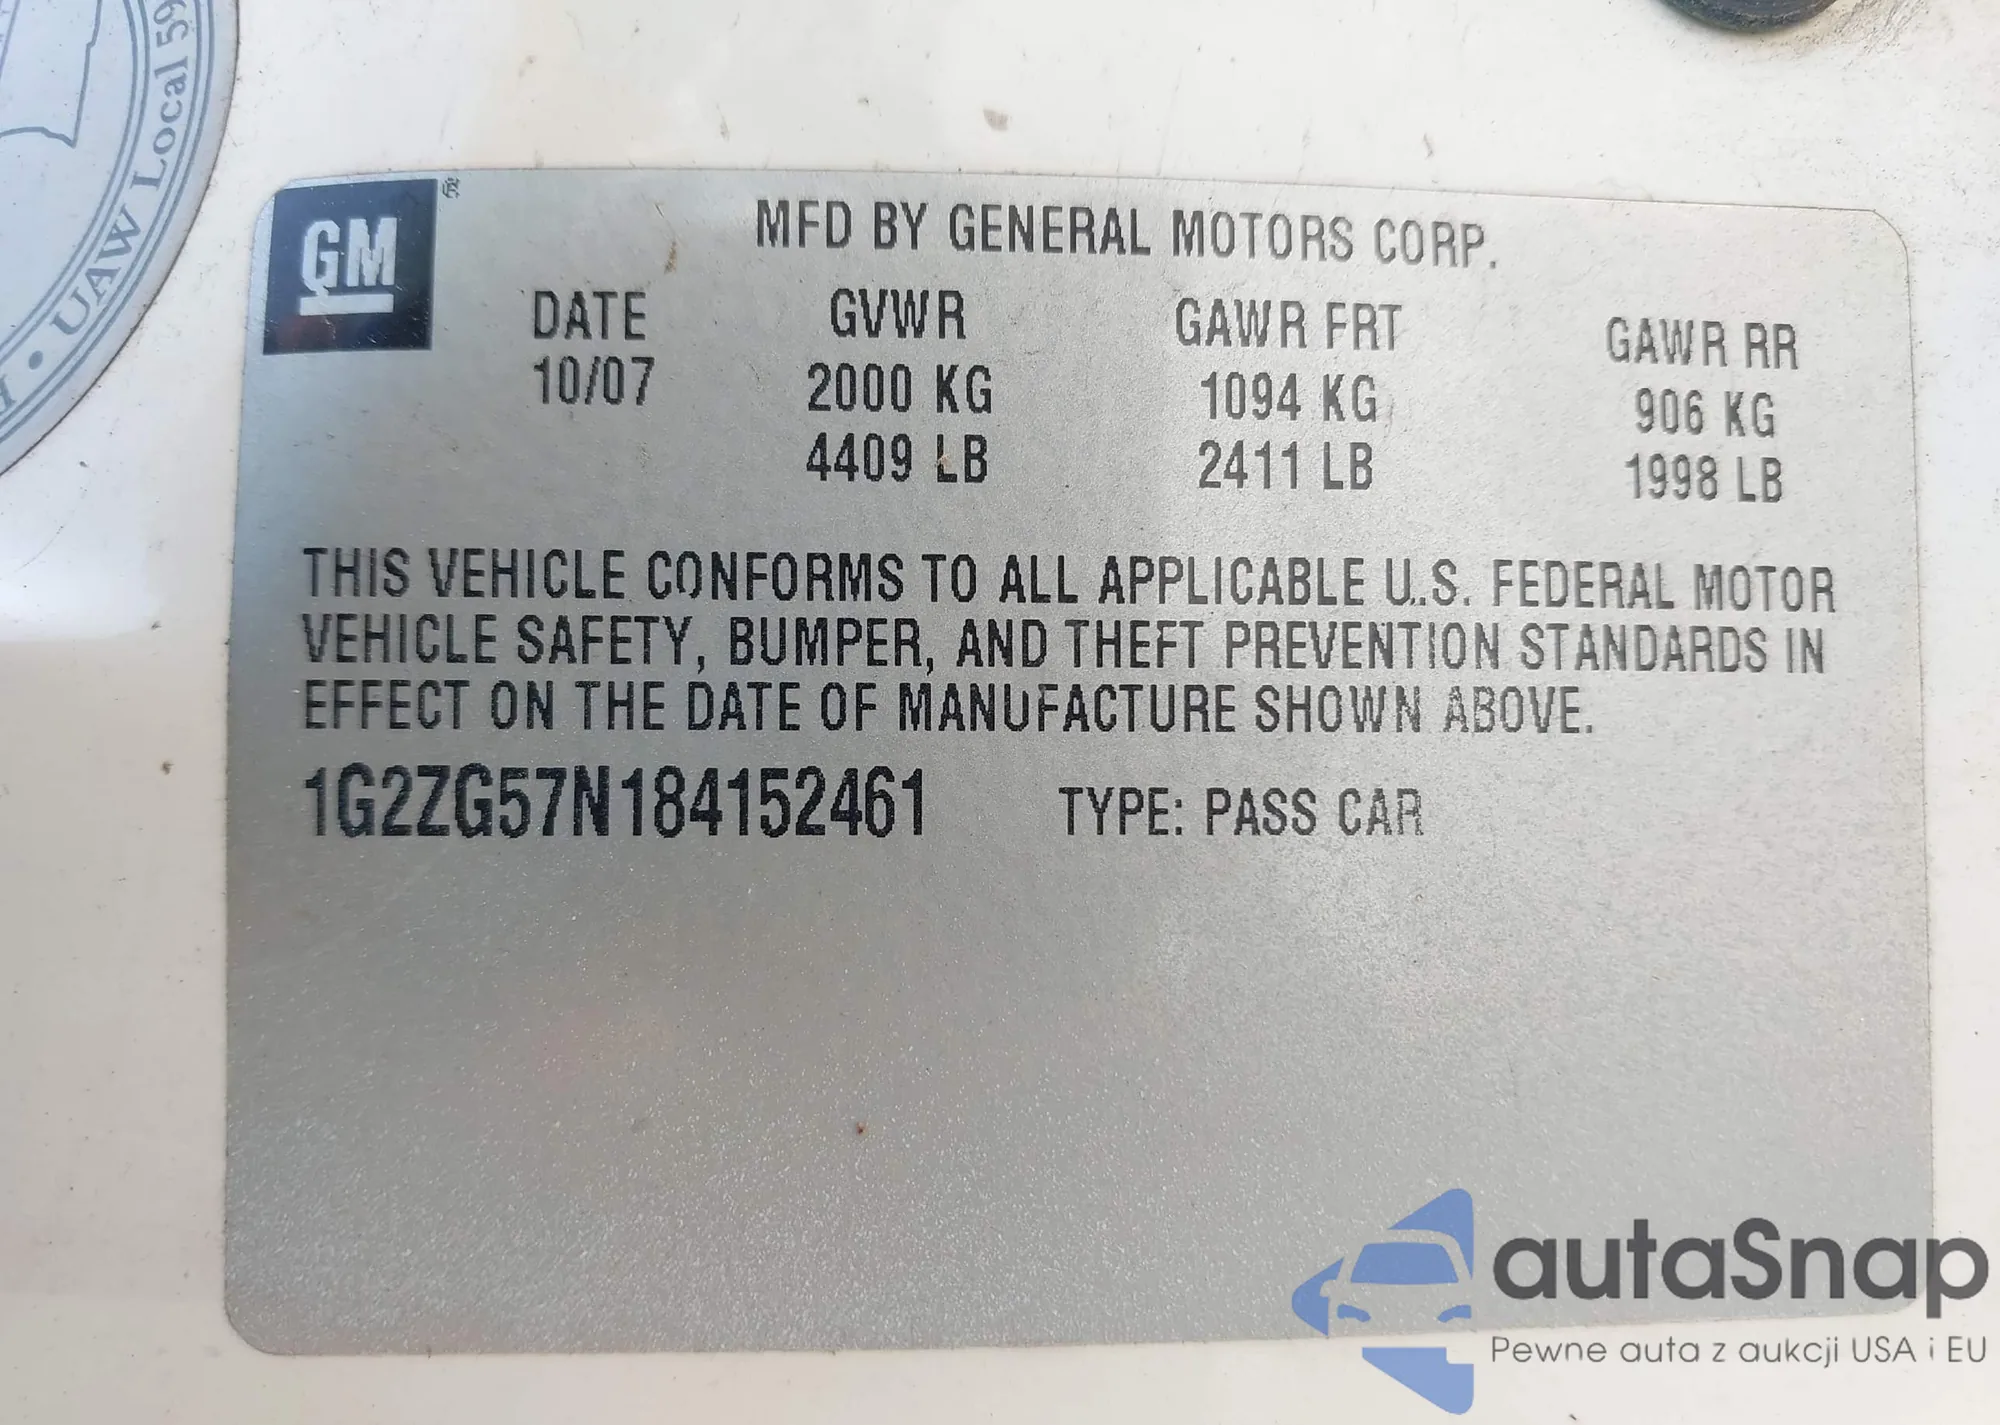 UAW Local 59
GM
®
MFD BY GENERAL MOTORS CORP.
DATE GVWR GAWR FRT GAWR RR
10/07 2000 KG 1094 KG 906 KG
4409 LB 2411 LB 1998 LB
THIS VEHICLE CONFORMS TO ALL APPLICABLE U.S. FEDERAL MOTOR
VEHICLE SAFETY, BUMPER, AND THEFT PREVENTION STANDARDS IN
EFFECT ON THE DATE OF MANUFACTURE SHOWN ABOVE.
1G2ZG57N184152461 TYPE: PASS CAR
autaSnap
Pewne auta z aukcji USA i EU